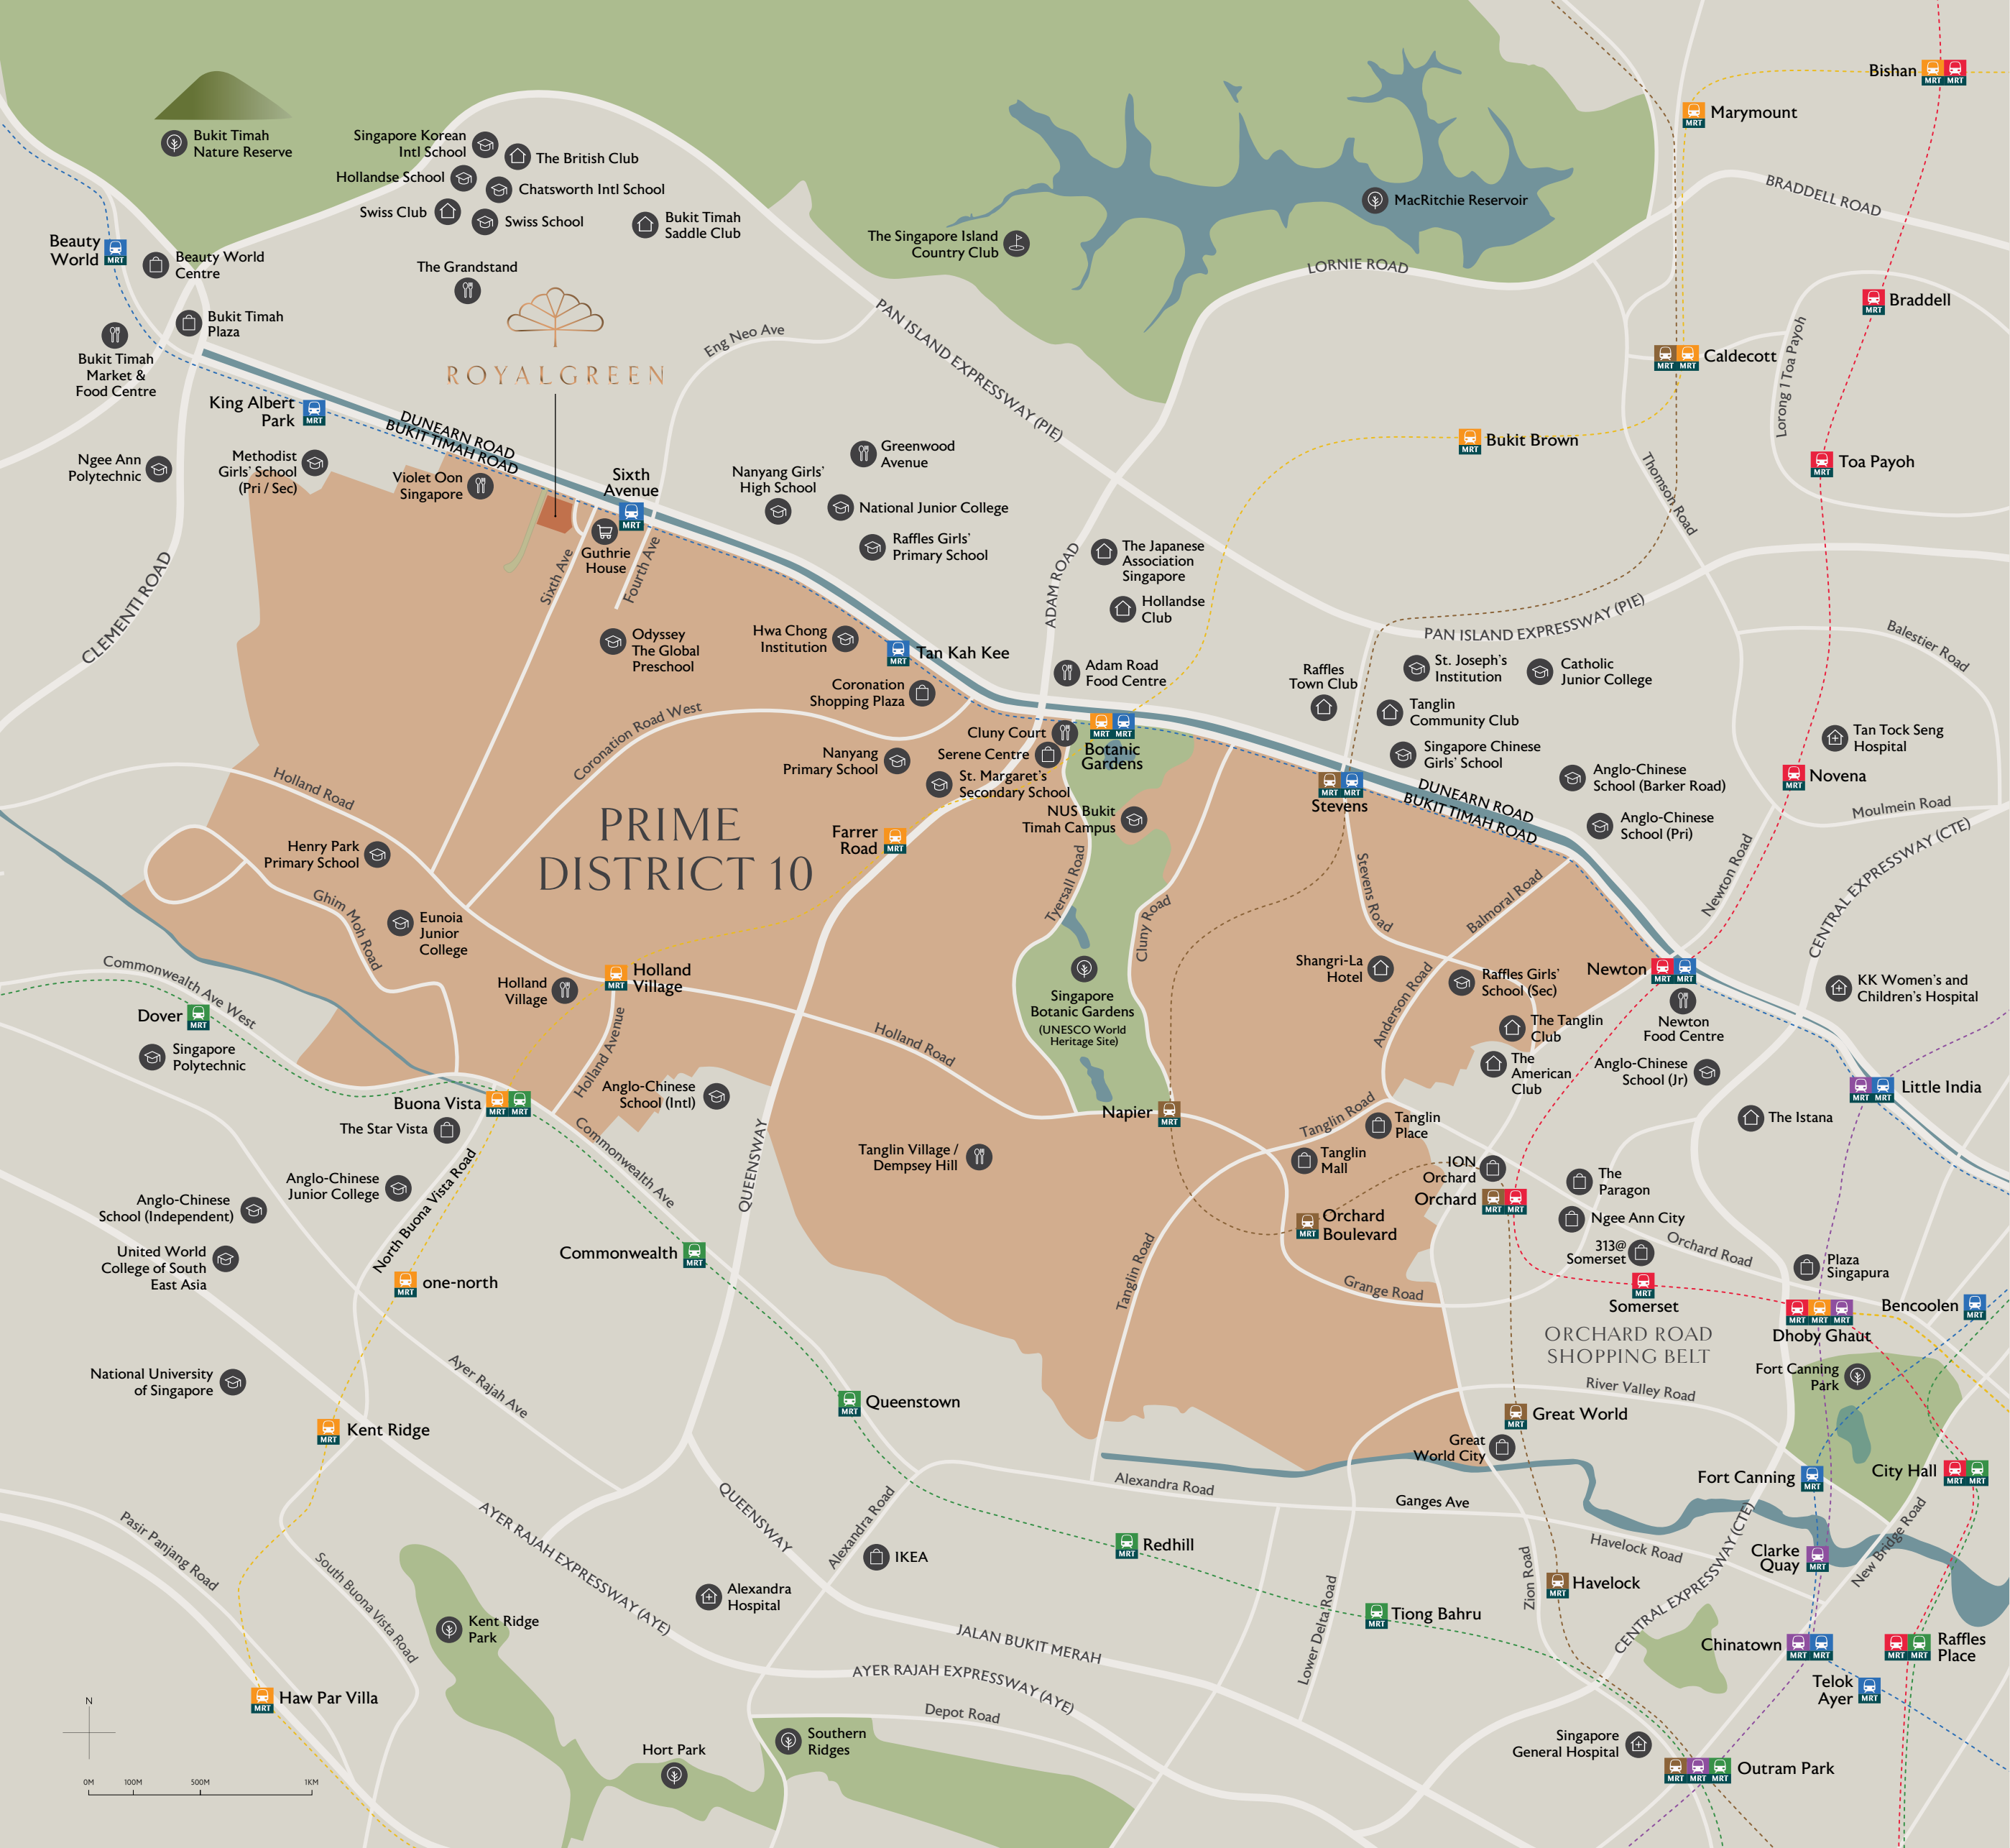 Bishan
Marymount
Bukit Timah
Nature Reserve
Singapore Korean
Intl School
The British Club
Hollandse School
Chatsworth Intl School
Swiss Club
Swiss School
Bukit Timah
Saddle Club
MacRitchie Reservoir
BRADDELL ROAD
The Singapore Island
Country Club
LORNIE ROAD
Beauty
World
Beauty World
Centre
The Grandstand
Braddell
Bukit Timah
Plaza
Bukit Timah
Market &
Food Centre
Eng Neo Ave
PAN ISLAND EXPRESSWAY (PIE)
Lorong 1 Toa Payoh
Caldecott
ROYALGREEN
King Albert
Park
DUNEARN ROAD
BUKIT TIMAH ROAD
Bukit Brown
Toa Payoh
Ngee Ann
Polytechnic
Methodist
Girls' School
(Pri / Sec)
Violet Oon
Singapore
Sixth
Avenue
Nanyang Girls'
High School
Greenwood
Avenue
National Junior College
Raffles Girls'
Primary School
Thomson Road
Guthrie
House
Sixth Ave
Fourth Ave
ADAM ROAD
The Japanese
Association
Singapore
Hollandse
Club
CLEMENTI ROAD
PAN ISLAND EXPRESSWAY (PIE)
Balestier Road
Odyssey
The Global
Preschool
Hwa Chong
Institution
Tan Kah Kee
Adam Road
Food Centre
Raffles
Town Club
St. Joseph's
Institution
Catholic
Junior College
Tanglin
Community Club
Coronation
Shopping Plaza
Coronation Road West
Cluny Court
Serene Centre
Botanic
Gardens
Singapore Chinese
Girls' School
Tan Tock Seng
Hospital
Nanyang
Primary School
St. Margaret's
Secondary School
Anglo-Chinese
School (Barker Road)
Novena
Holland Road
NUS Bukit
Timah Campus
Stevens
DUNEARN ROAD
BUKIT TIMAH ROAD
Anglo-Chinese
School (Pri)
Moulmein Road
PRIME
DISTRICT 10
Farrer
Road
Henry Park
Primary School
Ghim Moh Road
Tyersall Road
Cluny Road
Stevens Road
Balmoral Road
Newton Road
CENTRAL EXPRESSWAY (CTE)
Eunoia
Junior
College
Commonwealth Ave West
Holland
Village
Holland
Village
Singapore
Botanic Gardens
(UNESCO World
Heritage Site)
Shangri-La
Hotel
Anderson Road
Raffles Girls'
School (Sec)
Newton
Newton
Food Centre
KK Women's and
Children's Hospital
Dover
Singapore
Polytechnic
Holland Avenue
Holland Road
The Tanglin
Club
The
American
Club
Anglo-Chinese
School (Jr)
Little India
Buona Vista
Anglo-Chinese
School (Intl)
Napier
Tanglin Road
Tanglin
Place
The Istana
The Star Vista
Commonwealth Ave
QUEENSWAY
Tanglin Village /
Dempsey Hill
Tanglin
Mall
ION
Orchard
Orchard
The
Paragon
Anglo-Chinese
Junior College
Anglo-Chinese
School (Independent)
North Buona Vista Road
Orchard
Boulevard
Ngee Ann City
313@
Somerset
Orchard Road
United World
College of South
East Asia
one-north
Commonwealth
Tanglin Road
Grange Road
Somerset
Plaza
Singapura
Dhoby Ghaut
Bencoolen
ORCHARD ROAD
SHOPPING BELT
National University
of Singapore
Ayer Rajah Ave
River Valley Road
Fort Canning
Park
Kent Ridge
Queenstown
Great World
Great
World City
Alexandra Road
Ganges Ave
Fort Canning
City Hall
Pasir Panjang Road
AYER RAJAH EXPRESSWAY (AYE)
QUEENSWAY
Alexandra Road
IKEA
Redhill
Havelock Road
Clarke
Quay
New Bridge Road
South Buona Vista Road
Alexandra
Hospital
Zion Road
Havelock
CENTRAL EXPRESSWAY (CTE)
Kent Ridge
Park
JALAN BUKIT MERAH
Lower Delta Road
Tiong Bahru
Chinatown
Raffles
Place
Haw Par Villa
AYER RAJAH EXPRESSWAY (AYE)
Depot Road
Telok
Ayer
N
Hort Park
Southern
Ridges
Singapore
General Hospital
Outram Park
0M 100M 500M 1KM